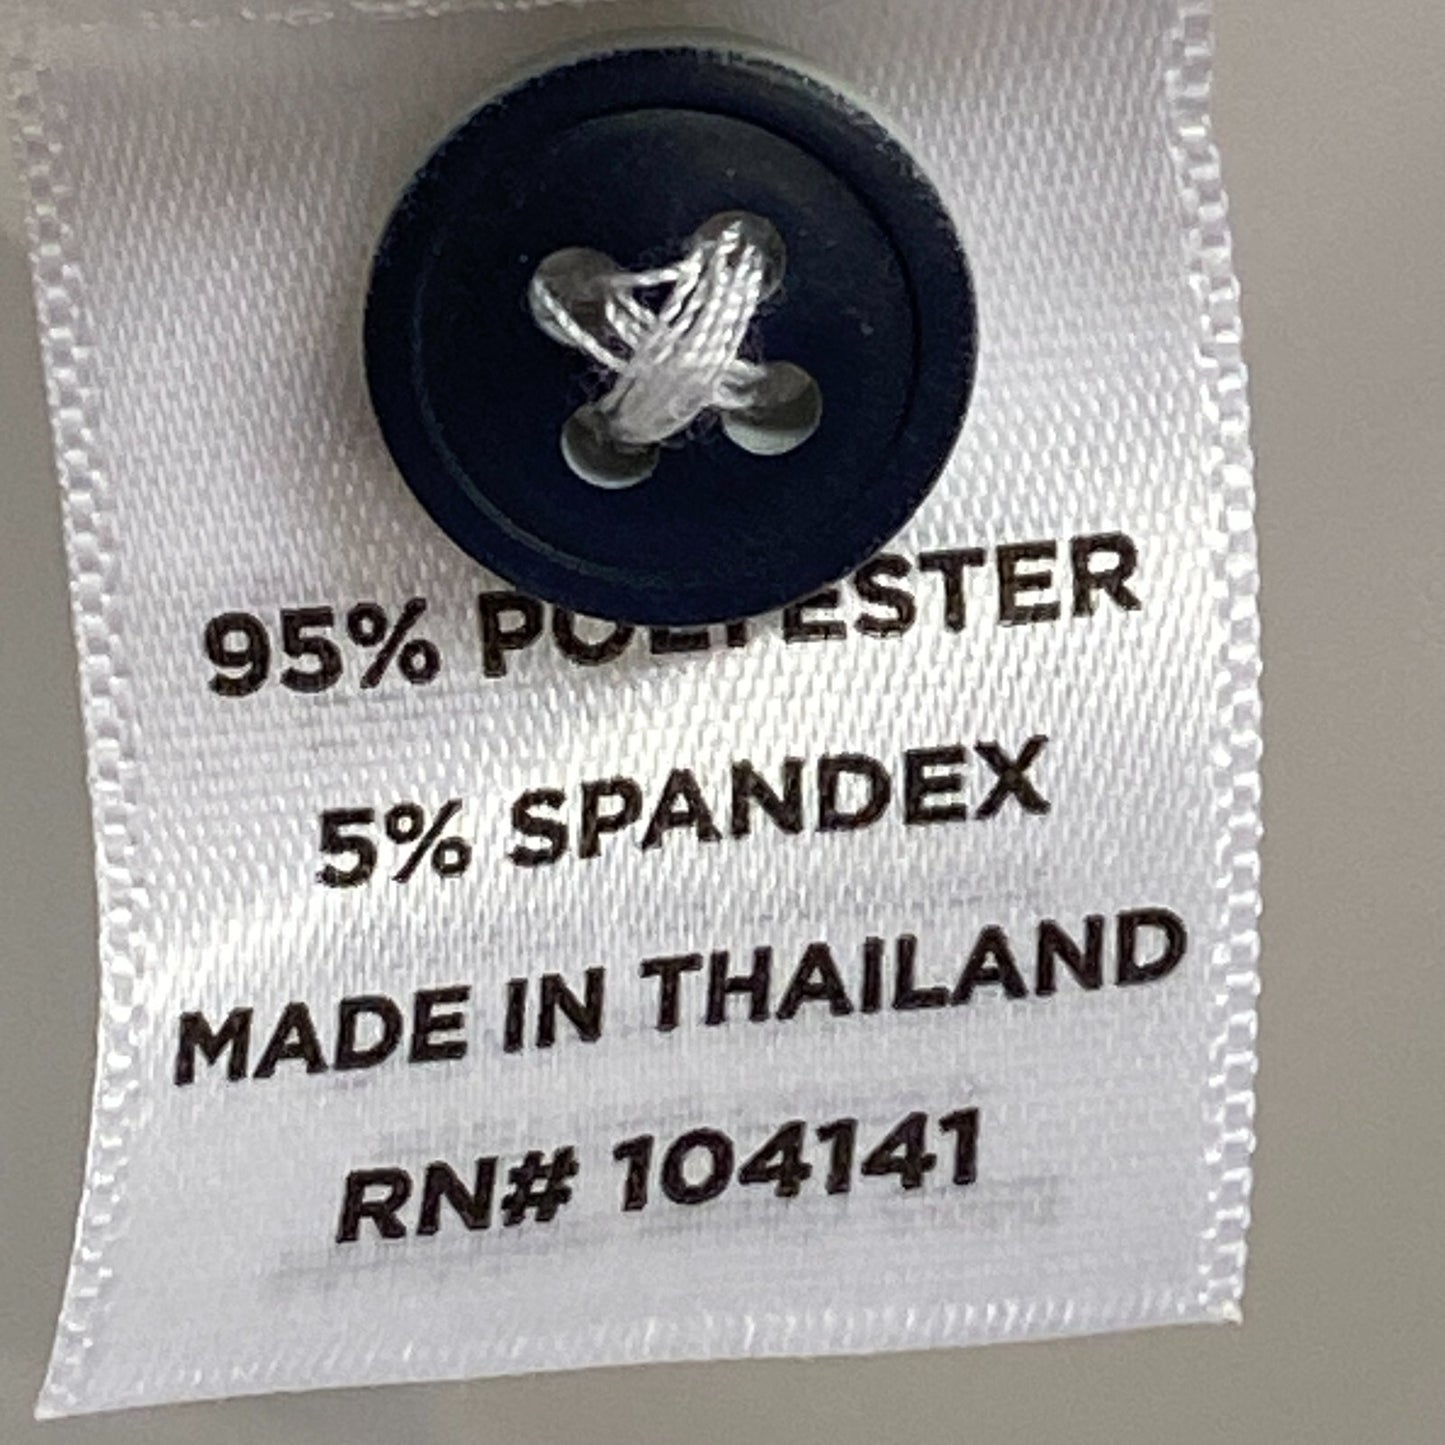 95% POLYESTER
5% SPANDEX
MADE IN THAILAND
RN# 104141